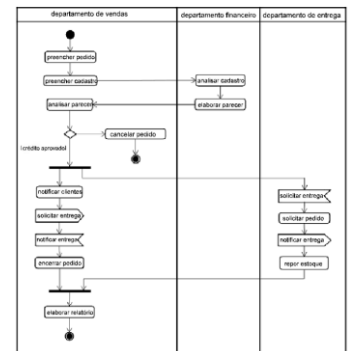 departamento de vendas
departamento financeiro
departamento de entrega
preencher pedido
preencher cadastro
analisar cadastro
analisar parecer
elaborar parecer
cancelar pedido
[crédito aprovado]
notificar clientes
solicitar entrega
solicitar entrega
solicitar pedido
notificar entrega
notificar entrega
encerrar pedido
repor estoque
elaborar relatório